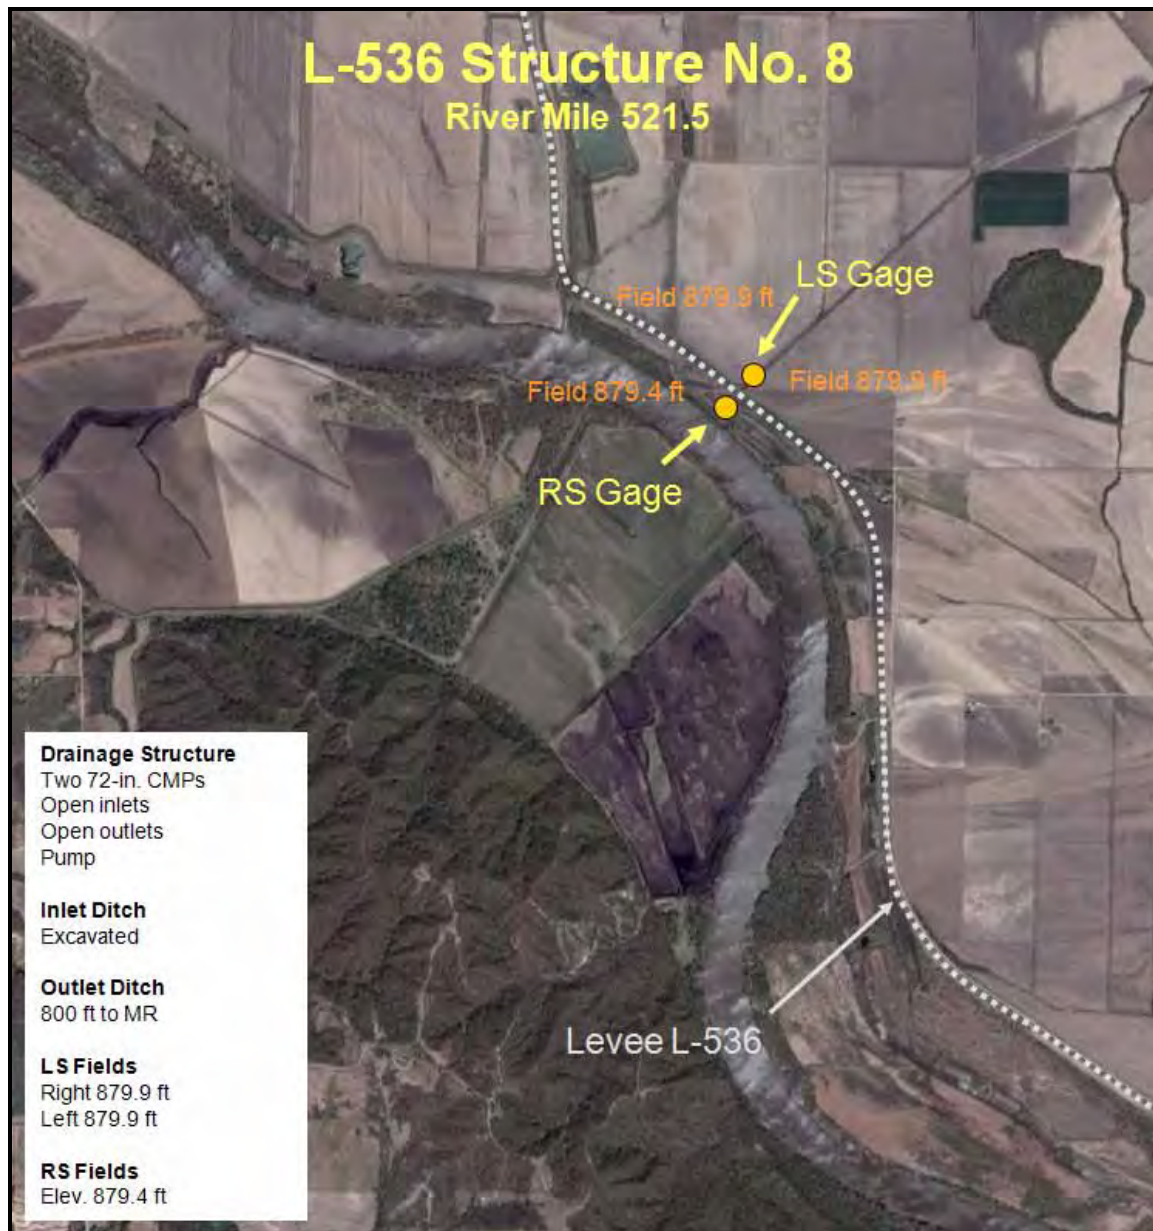 L-536 Structure No. 8
River Mile 521.5
LS Gage
Field 879.9 ft
Field 879.9 ft
Field 879.4 ft
RS Gage
Levee L-536
Drainage Structure
Two 72-in. CMPs
Open inlets
Open outlets
Pump
Inlet Ditch
Excavated
Outlet Ditch
800 ft to MR
LS Fields
Right 879.9 ft
Left 879.9 ft
RS Fields
Elev. 879.4 ft